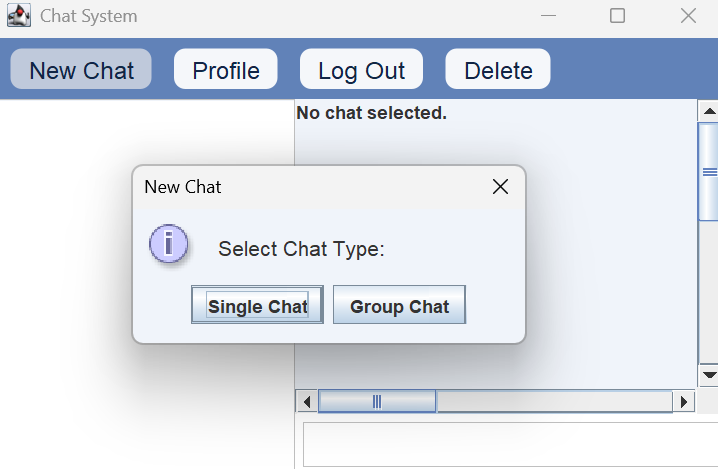 Chat System
New Chat Profile Log Out Delete
No chat selected.
New Chat
Select Chat Type:
Single Chat Group Chat